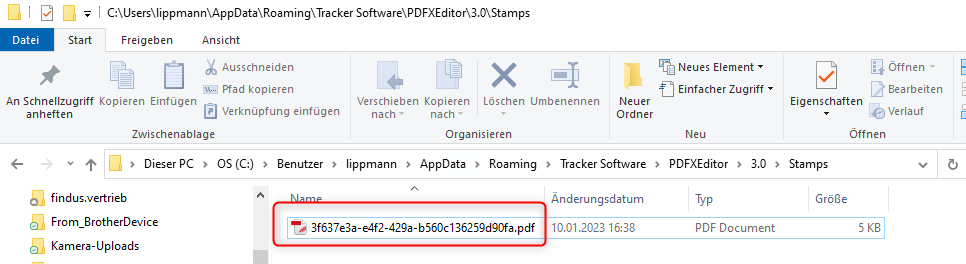 C:\Users\lippmann\AppData\Roaming\Tracker Software\PDFXEditor\3.0\Stamps
Datei Start Freigeben Ansicht
An Schnellzugriff anheften
Kopieren
Einfügen
Ausschneiden
Pfad kopieren
Verknüpfung einfügen
Zwischenablage
Verschieben nach
Kopieren nach
Löschen
Umbenennen
Organisieren
Neuer Ordner
Neues Element
Einfacher Zugriff
Neu
Eigenschaften
Öffnen
Bearbeiten
Verlauf
Öffnen
Dieser PC > OS (C:) > Benutzer > lippmann > AppData > Roaming > Tracker Software > PDFXEditor > 3.0 > Stamps
findus.vertrieb
From_BrotherDevice
Kamera-Uploads
Name Änderungsdatum Typ Größe
3f637e3a-e4f2-429a-b560c136259d90fa.pdf 10.01.2023 16:38 PDF Document 5 KB